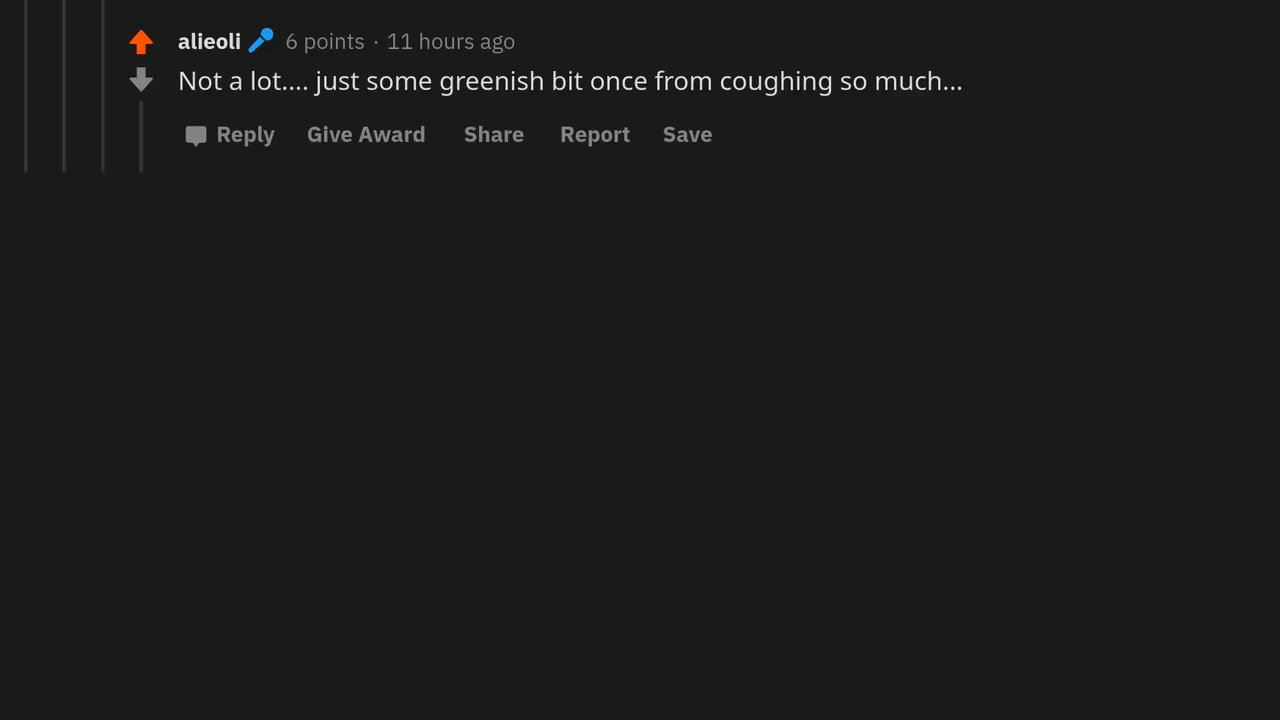 alieoli 6 points · 11 hours ago
Not a lot.... just some greenish bit once from coughing so much...
Reply Give Award Share Report Save